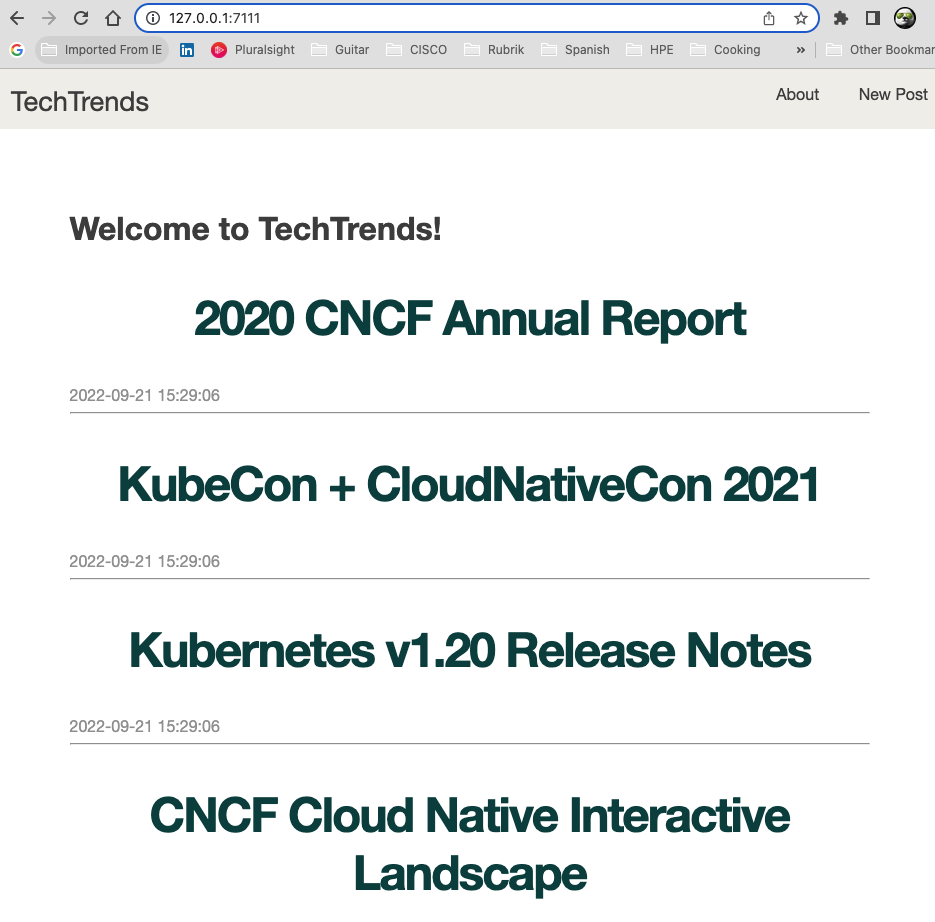 127.0.0.1:7111
Imported From IE Pluralsight Guitar CISCO Rubrik Spanish HPE Cooking » Other Bookmar
TechTrends About New Post
Welcome to TechTrends!
2020 CNCF Annual Report
2022-09-21 15:29:06
KubeCon + CloudNativeCon 2021
2022-09-21 15:29:06
Kubernetes v1.20 Release Notes
2022-09-21 15:29:06
CNCF Cloud Native Interactive
Landscape